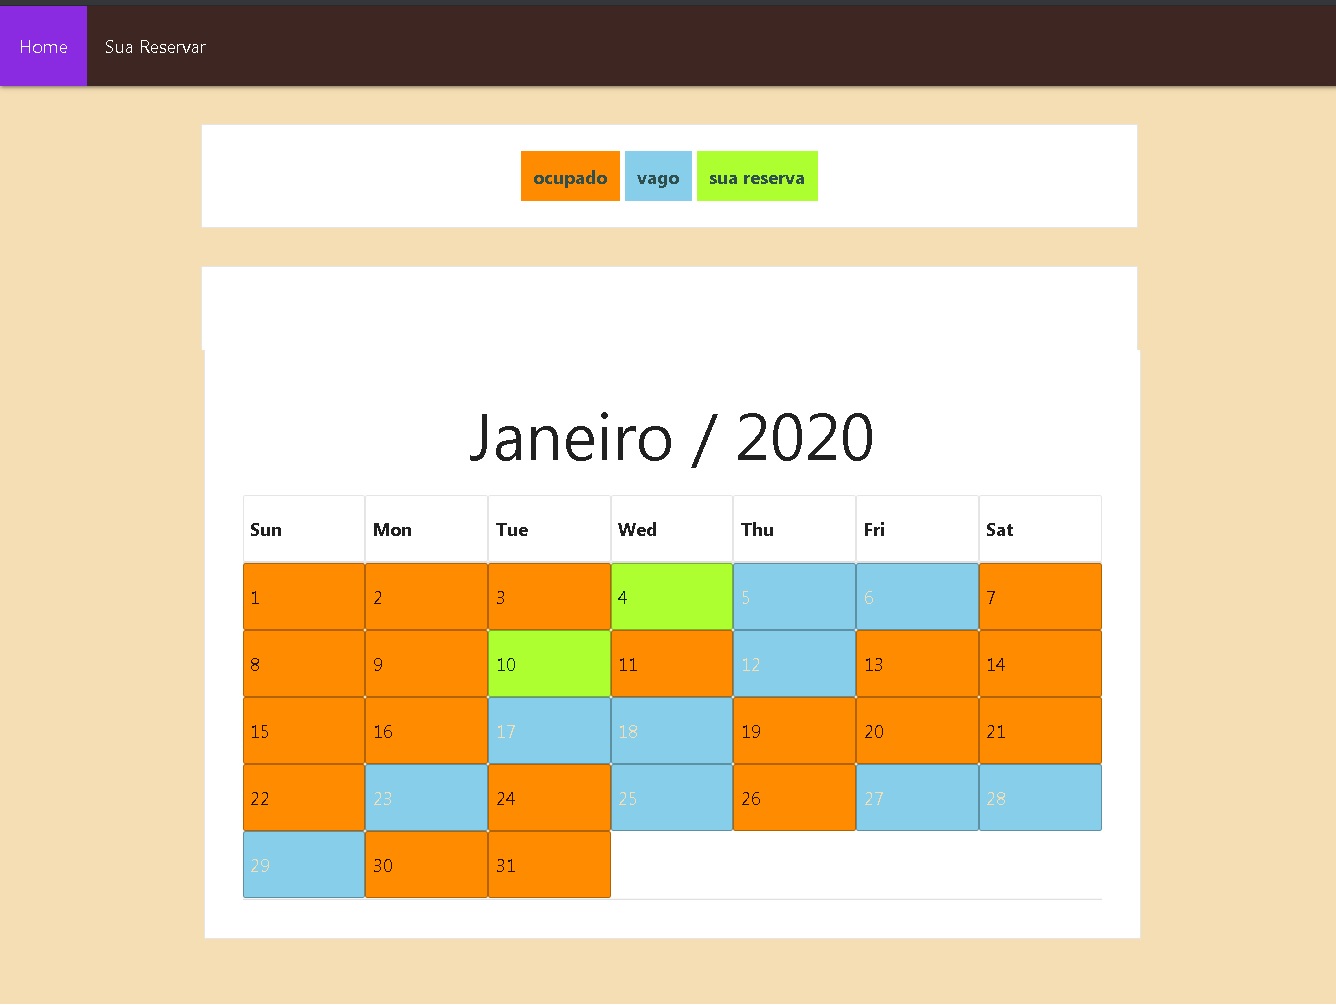 Home Sua Reservar
ocupado vago sua reserva
Janeiro / 2020
Sun Mon Tue Wed Thu Fri Sat
1 2 3 4 5 6 7
8 9 10 11 12 13 14
15 16 17 18 19 20 21
22 23 24 25 26 27 28
29 30 31